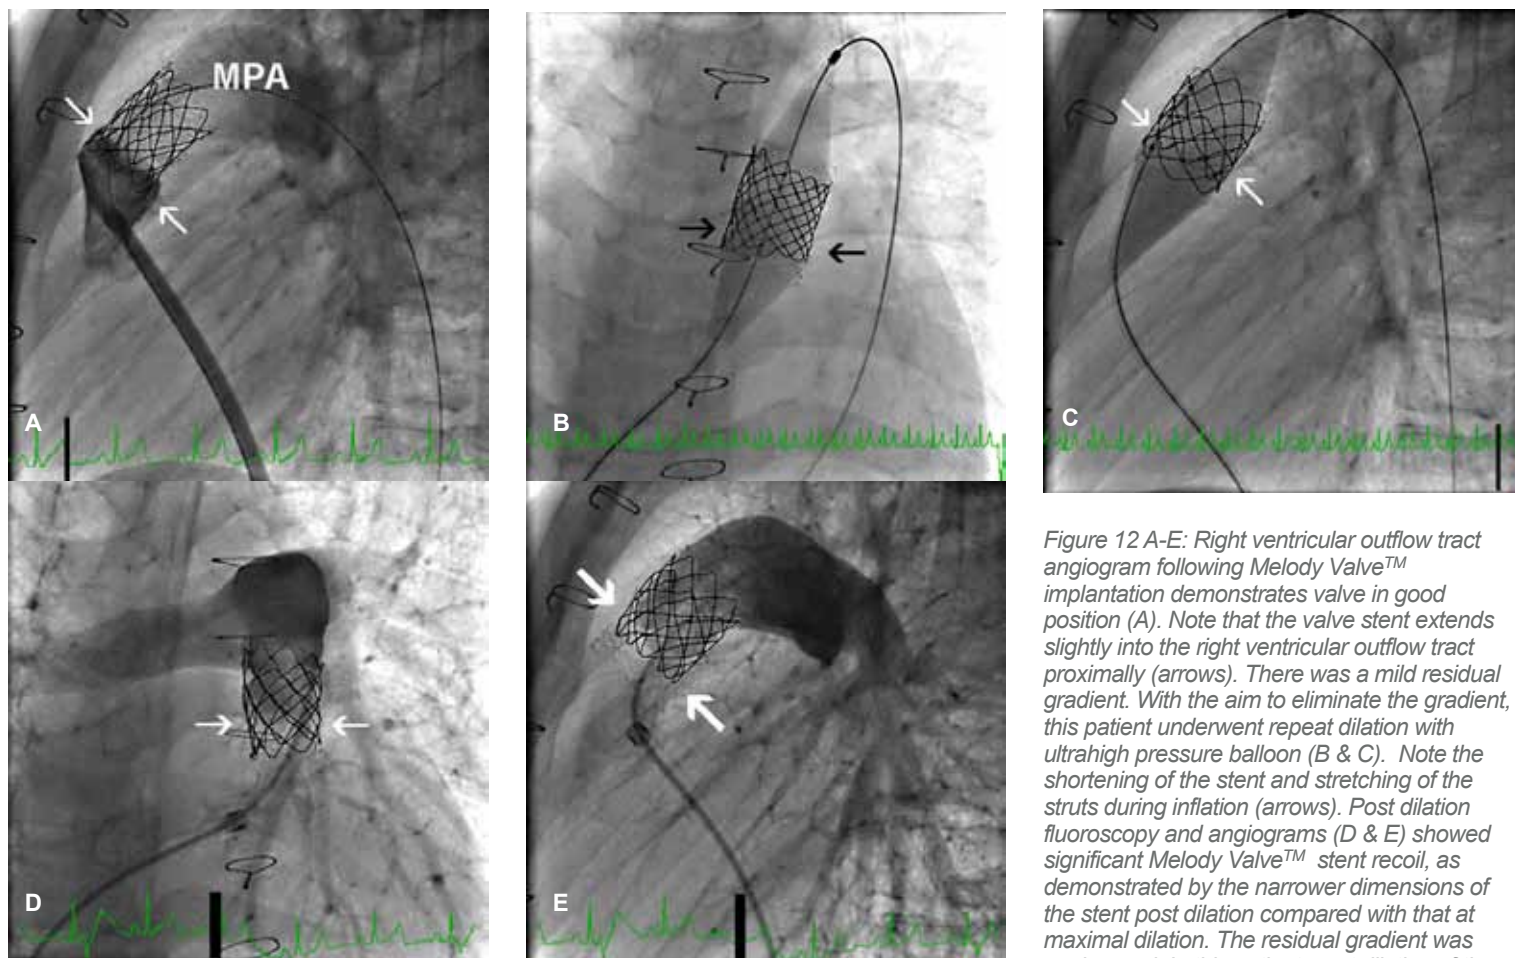 MPA
A
B
C
D
E
Figure 12 A-E: Right ventricular outflow tract
angiogram following Melody Valve™
implantation demonstrates valve in good
position (A). Note that the valve stent extends
slightly into the right ventricular outflow tract
proximally (arrows). There was a mild residual
gradient. With the aim to eliminate the gradient,
this patient underwent repeat dilation with
ultrahigh pressure balloon (B & C). Note the
shortening of the stent and stretching of the
struts during inflation (arrows). Post dilation
fluoroscopy and angiograms (D & E) showed
significant Melody Valve™ stent recoil, as
demonstrated by the narrower dimensions of
the stent post dilation compared with that at
maximal dilation. The residual gradient was